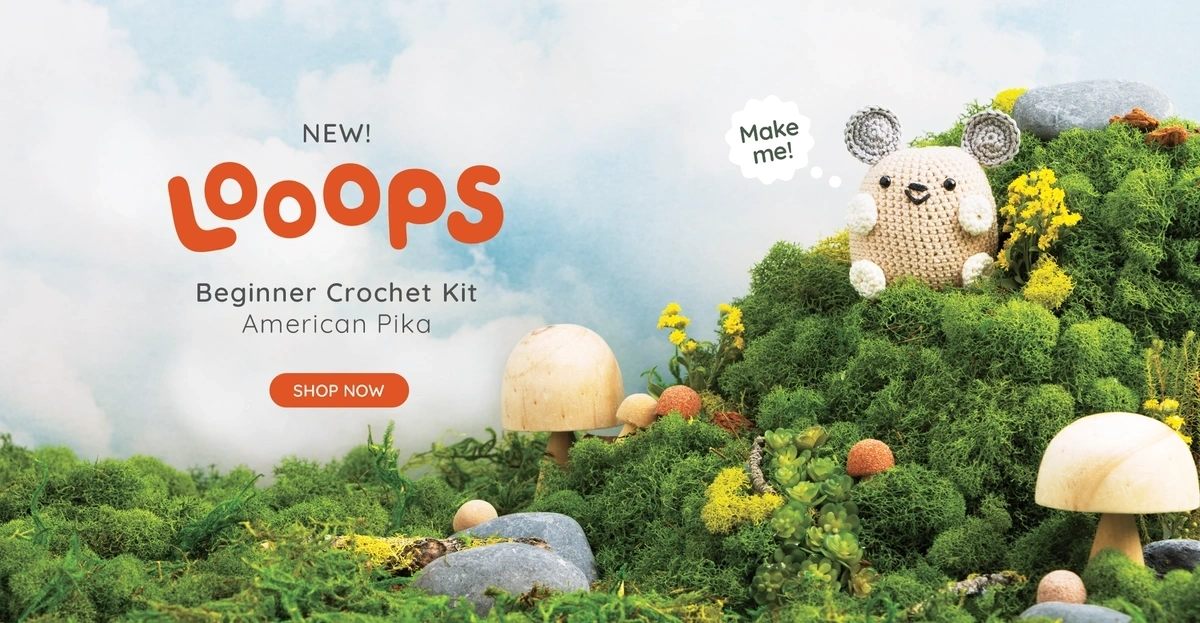 NEW!
Looops
Beginner Crochet Kit
American Pika
SHOP NOW
Make
me!